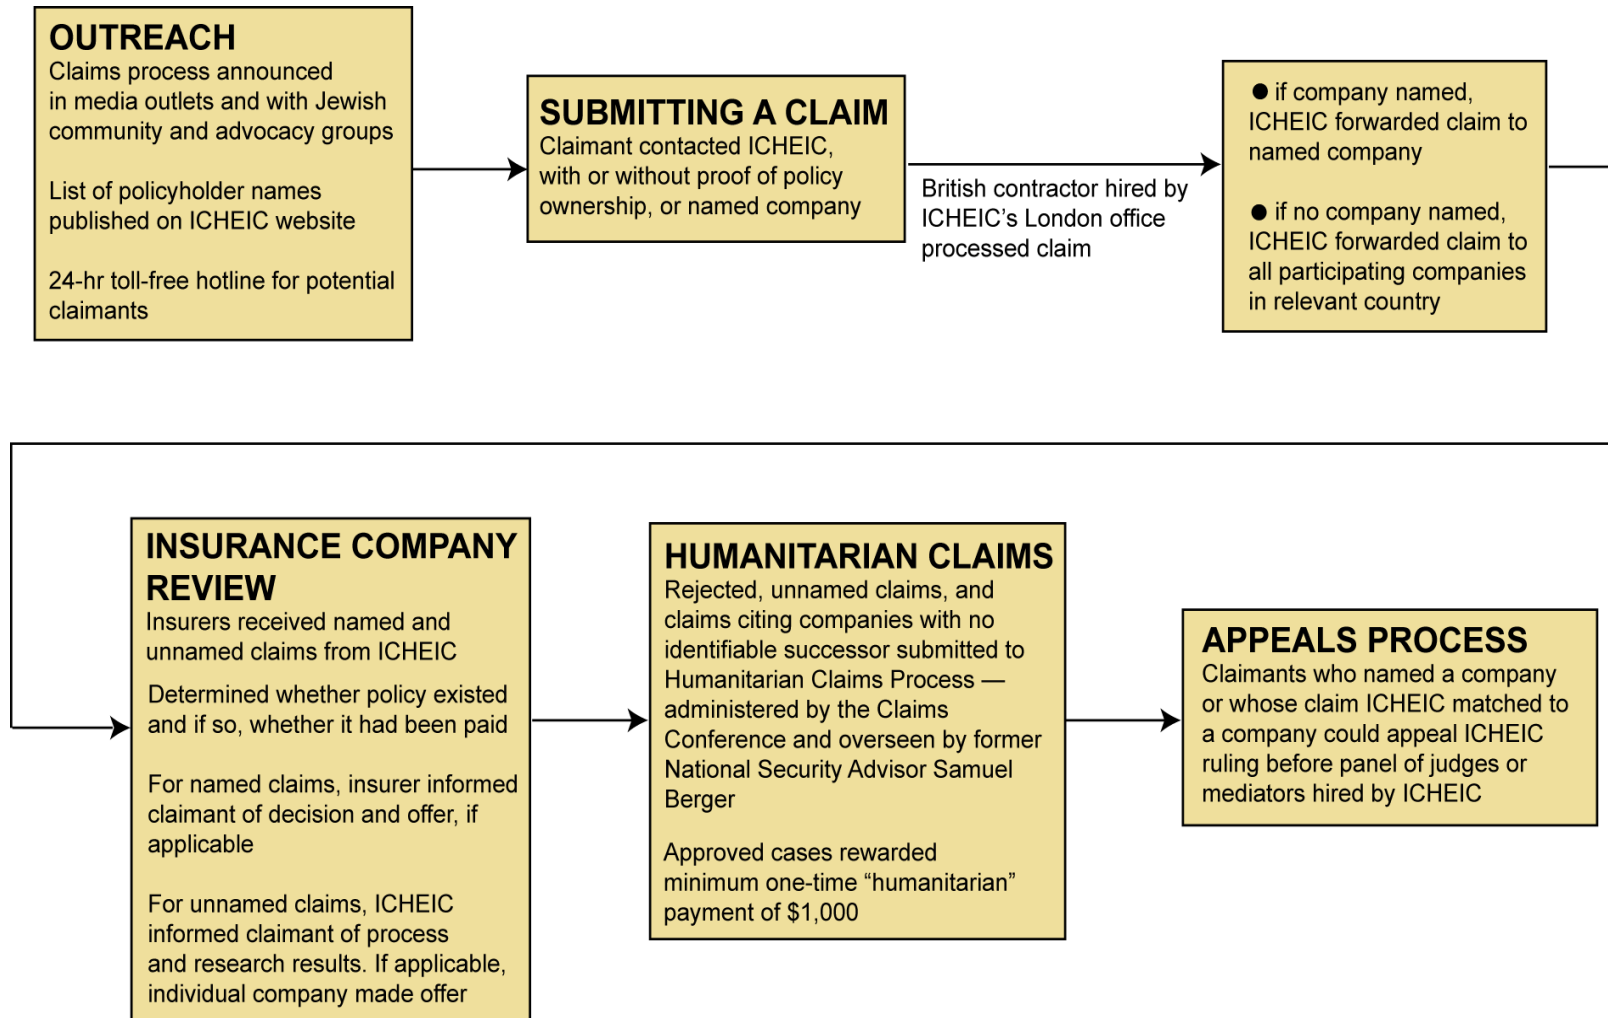 OUTREACH
Claims process announced
in media outlets and with Jewish
community and advocacy groups
List of policyholder names
published on ICHEIC website
24-hr toll-free hotline for potential
claimants
SUBMITTING A CLAIM
Claimant contacted ICHEIC,
with or without proof of policy
ownership, or named company
British contractor hired by
ICHEIC’s London office
processed claim
● if company named,
ICHEIC forwarded claim to
named company
● if no company named,
ICHEIC forwarded claim to
all participating companies
in relevant country
INSURANCE COMPANY
REVIEW
Insurers received named and
unnamed claims from ICHEIC
Determined whether policy existed
and if so, whether it had been paid
For named claims, insurer informed
claimant of decision and offer, if
applicable
For unnamed claims, ICHEIC
informed claimant of process
and research results. If applicable,
individual company made offer
HUMANITARIAN CLAIMS
Rejected, unnamed claims, and
claims citing companies with no
identifiable successor submitted to
Humanitarian Claims Process —
administered by the Claims
Conference and overseen by former
National Security Advisor Samuel
Berger
Approved cases rewarded
minimum one-time “humanitarian”
payment of $1,000
APPEALS PROCESS
Claimants who named a company
or whose claim ICHEIC matched to
a company could appeal ICHEIC
ruling before panel of judges or
mediators hired by ICHEIC